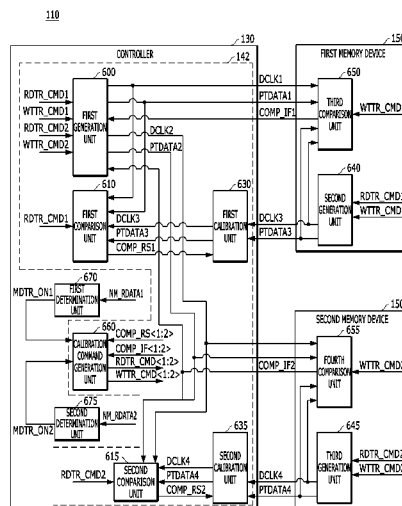 110
130
CONTROLLER
142
150
FIRST MEMORY DEVICE
600
FIRST GENERATION UNIT
RDTR_CMD1
WTTR_CMD1
RDTR_CMD2
WTTR_CMD2
DCLK1
PTDATA1
COMP_IF1
DCLK2
PTDATA2
650
THIRD COMPARISON UNIT
WTTR_CMD1
610
FIRST COMPARISON UNIT
RDTR_CMD1
DCLK3
PTDATA3
COMP_RS1
630
FIRST CALIBRATION UNIT
DCLK3
PTDATA3
640
SECOND GENERATION UNIT
RDTR_CMD1
WTTR_CMD1
670
FIRST DETERMINATION UNIT
MDTR_ON1
NM_RDATA1
660
CALIBRATION COMMAND GENERATION UNIT
COMP_RS<1:2>
COMP_IF<1:2>
RDTR_CMD<1:2>
WTTR_CMD<1:2>
150
SECOND MEMORY DEVICE
655
FOURTH COMPARISON UNIT
COMP_IF2
WTTR_CMD2
675
SECOND DETERMINATION UNIT
MDTR_ON2
NM_RDATA2
615
SECOND COMPARISON UNIT
RDTR_CMD2
DCLK4
PTDATA4
COMP_RS2
635
SECOND CALIBRATION UNIT
DCLK4
PTDATA4
645
THIRD GENERATION UNIT
RDTR_CMD2
WTTR_CMD2